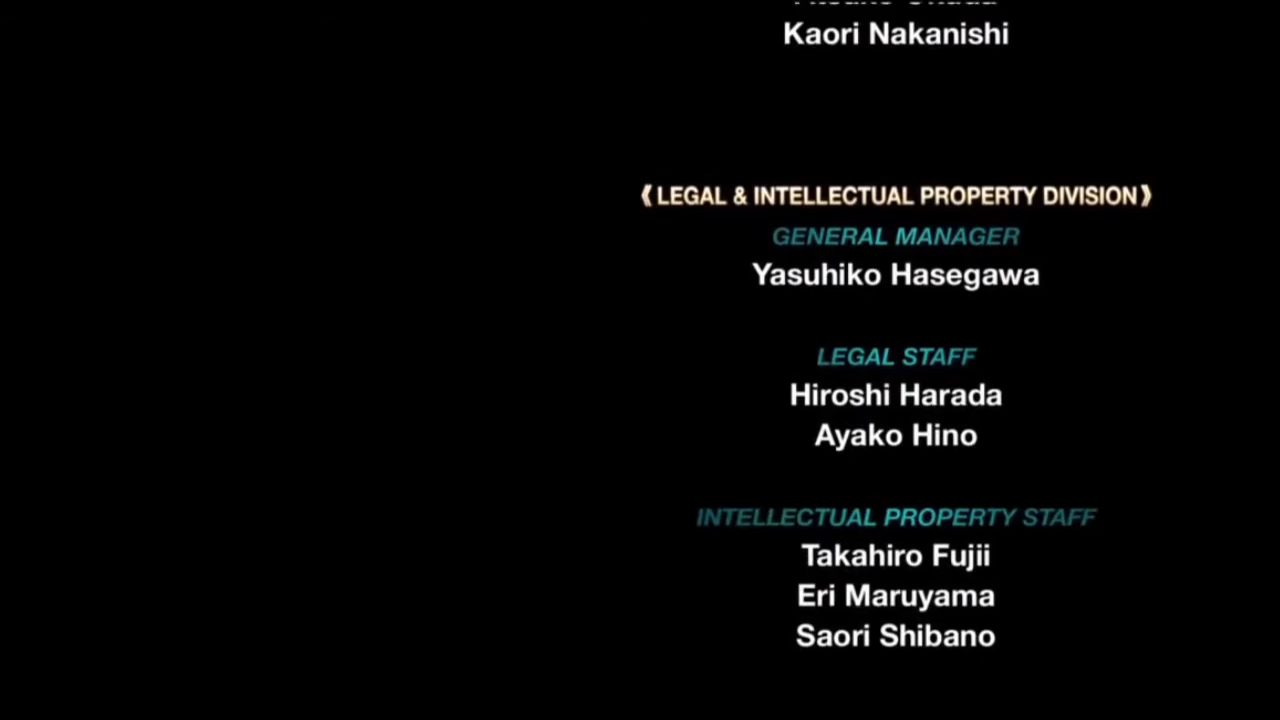 Kaori Nakanishi
《LEGAL & INTELLECTUAL PROPERTY DIVISION》
GENERAL MANAGER
Yasuhiko Hasegawa
LEGAL STAFF
Hiroshi Harada
Ayako Hino
INTELLECTUAL PROPERTY STAFF
Takahiro Fujii
Eri Maruyama
Saori Shibano